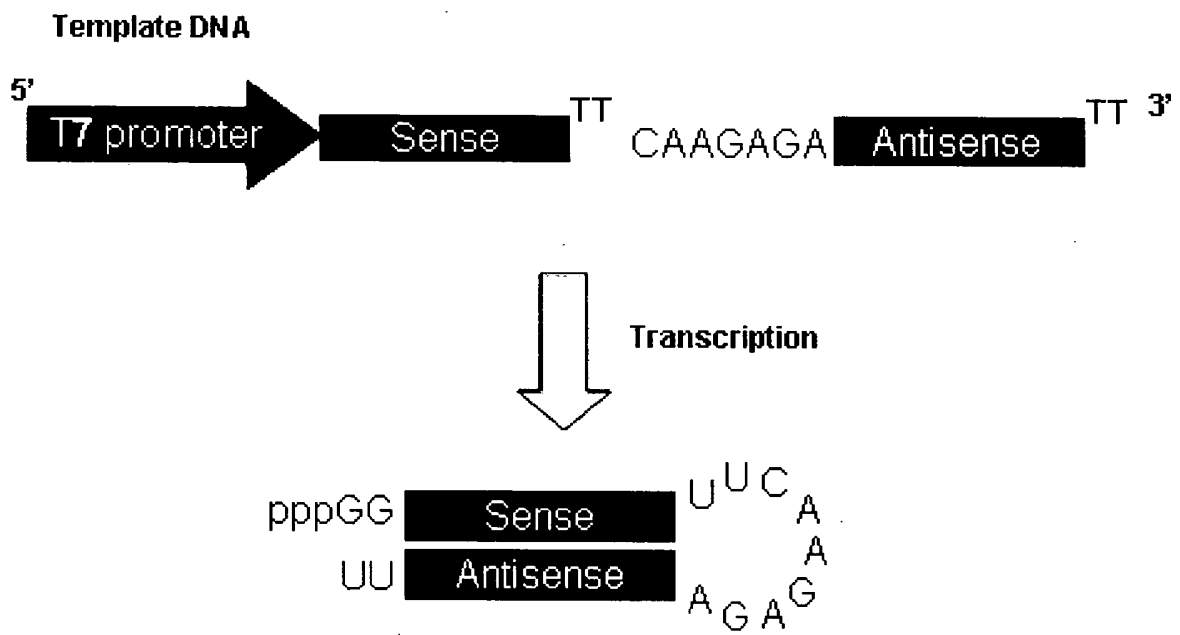 Template DNA
5'
T7 promoter
Sense
TT
CAAGAGA
Antisense
TT
3'
Transcription
pppGG
Sense
U U C A A G A G A
UU
Antisense